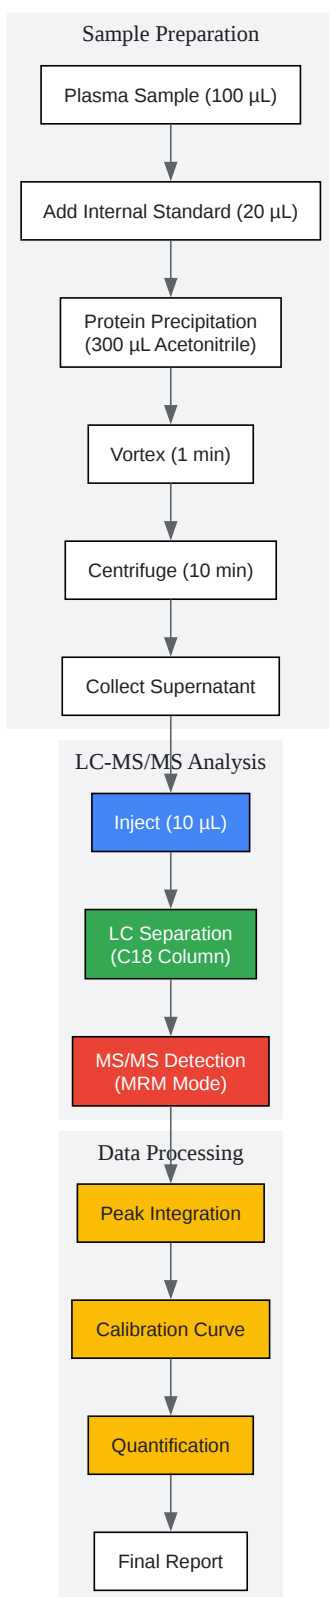 Sample Preparation
Plasma Sample (100 µL)
Add Internal Standard (20 µL)
Protein Precipitation
(300 µL Acetonitrile)
Vortex (1 min)
Centrifuge (10 min)
Collect Supernatant
LC-MS/MS Analysis
Inject (10 µL)
LC Separation
(C18 Column)
MS/MS Detection
(MRM Mode)
Data Processing
Peak Integration
Calibration Curve
Quantification
Final Report